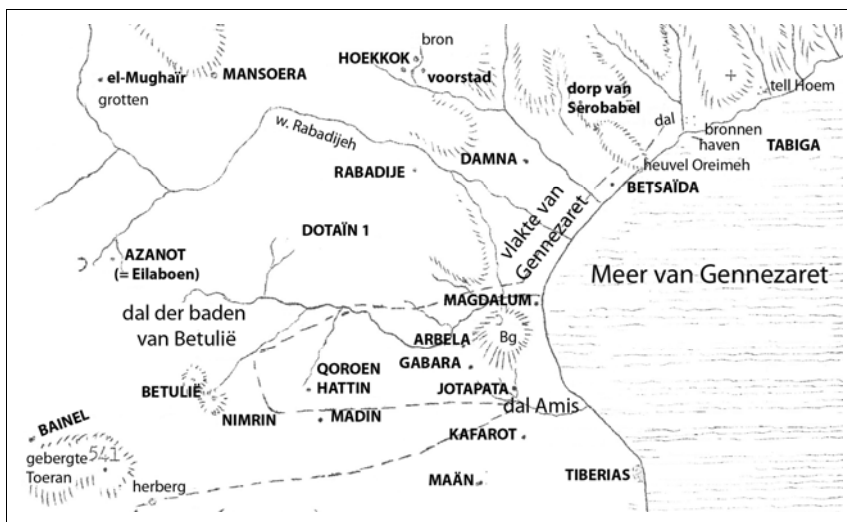 bron
HOEKKOK
voorstad
el-Mughaïr
MANSOERA
grotten
dorp van
Sèrobabel
tell Hoem
dal
bronnen
haven
TABIGA
w. Rabadijeh
DAMNA
heuvel Oreimeh
RABADIJE
BETSAÏDA
vlakte van
Gennezaret
DOTAÏN 1
AZANOT
(= Eilaboen)
Meer van Gennezaret
MAGDALUM
dal der baden
van Betulië
ARBELA
Bg
GABARA
QOROEN
HATTIN
BETULIË
JOTAPATA
dal Amis
NIMRIN
MADIN
BAINEL
KAFAROT
gebergte
541
Toeran
herberg
MAÄN
TIBERIAS